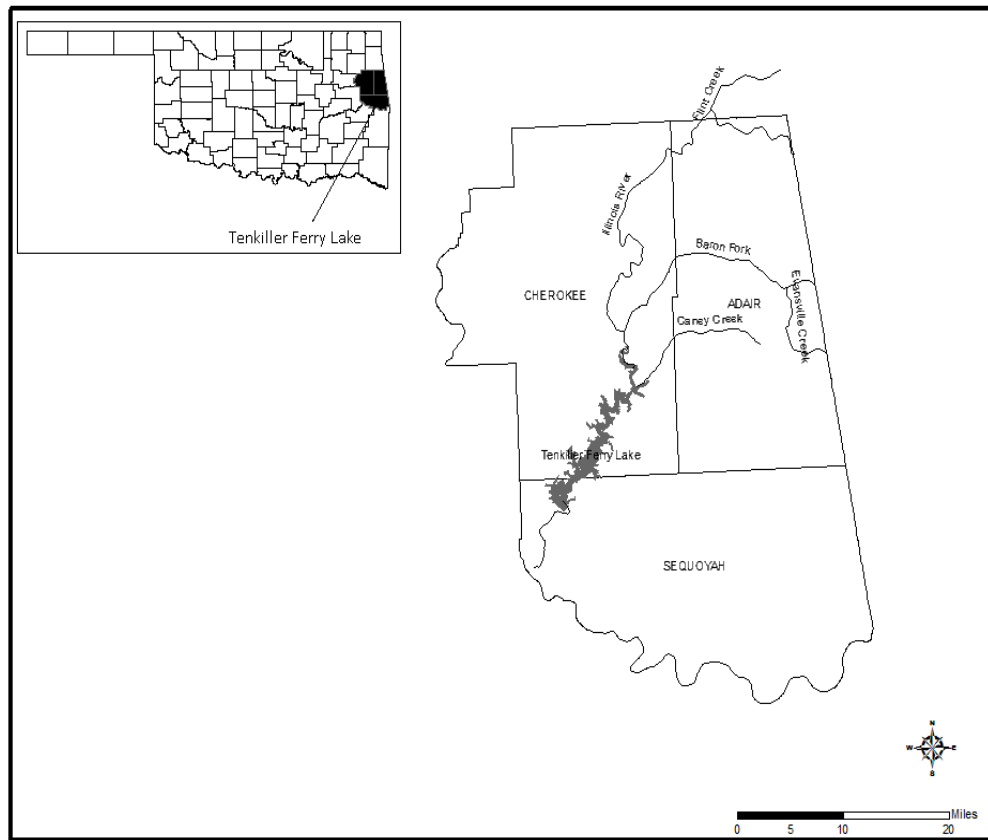 Tenkiller Ferry Lake
Flint Creek
Illinois River
Baron Fork
Evansville Creek
CHEROKEE
ADAIR
Caney Creek
Tenkiller Ferry Lake
SEQUOYAH
N
W E
S
Miles
0 5 10 20